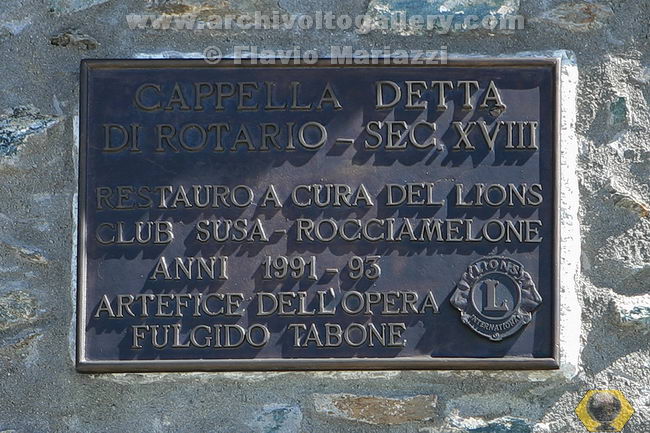 www.archivoltogallery.com
© Flavio Mariazzi
CAPPELLA DETTA
DI ROTARIO - SEC. XVIII
RESTAURO A CURA DEL LIONS
CLUB SUSA - ROCCIAMELONE
ANNI 1991 - 93
ARTEFICE DELL'OPERA
FULGIDO TABONE
LIONS
L
INTERNATIONAL